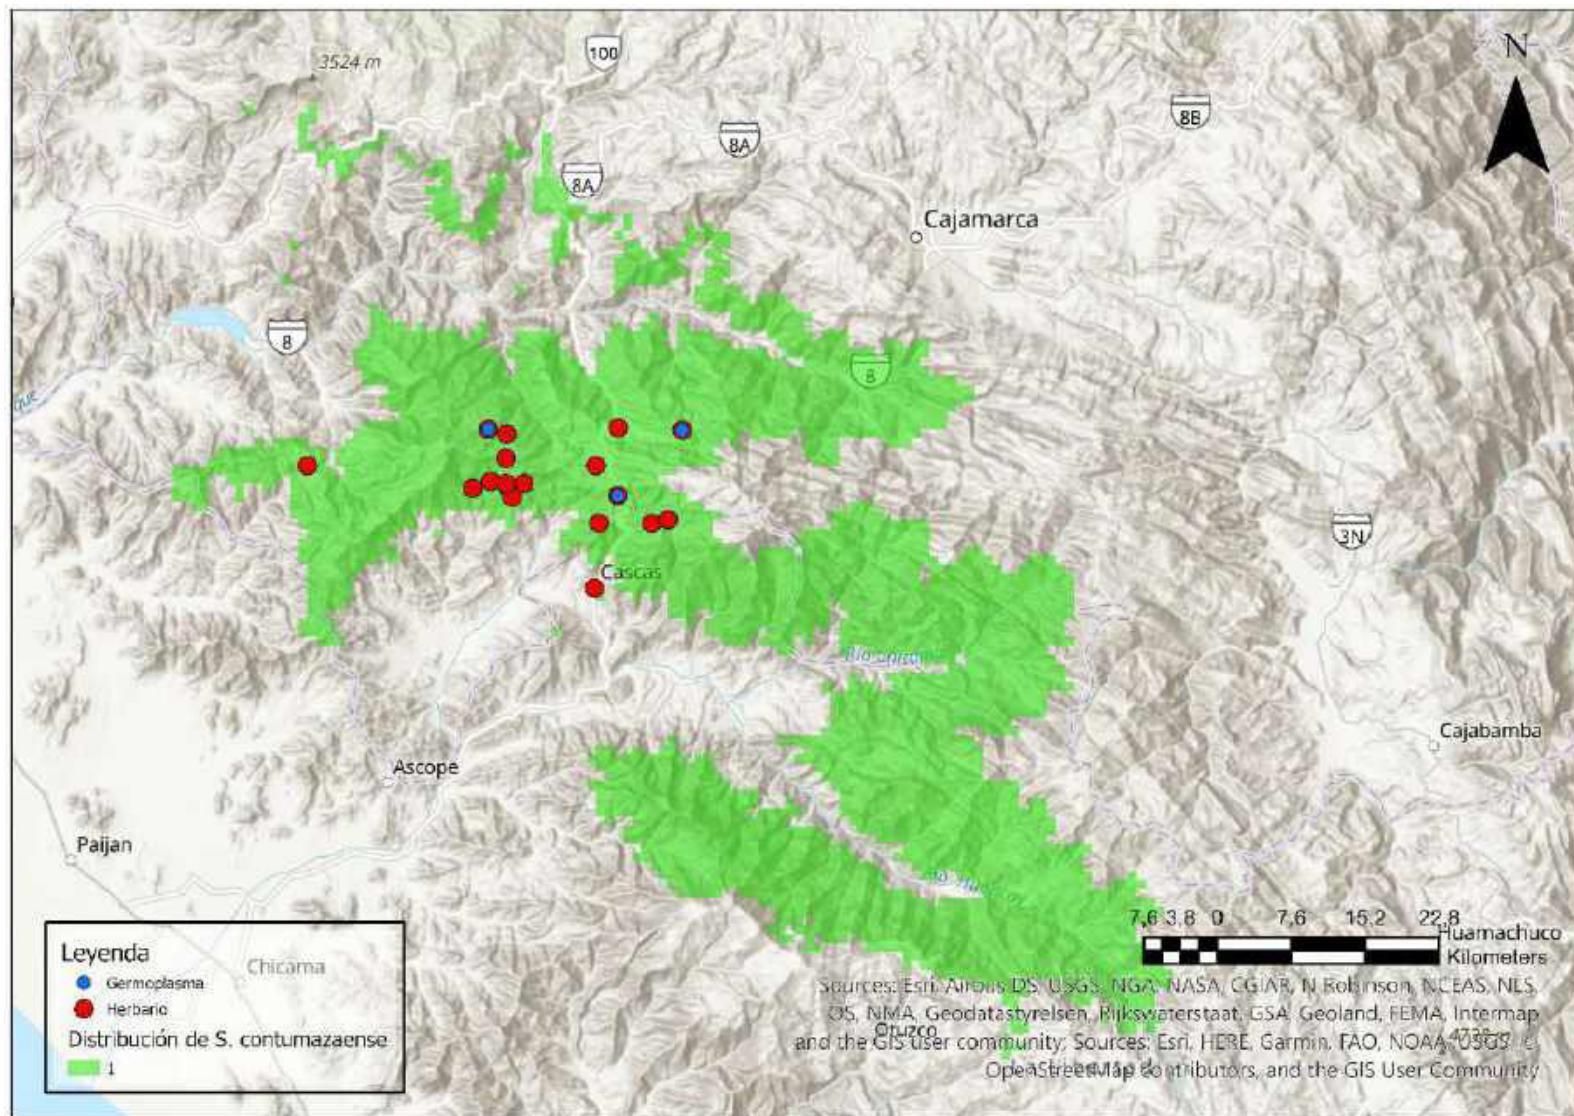 100
3524 m
N
8B
8A
8A
Cajamarca
8
8
3N
Cascas
Cajabamba
Ascope
Paijan
7,6 3,8 0 7,6 15,2 22,8
Huamachuco
Kilometers
Leyenda
Chicama
Germoplasma
Herbario
Distribución de S. contumazaense
1
Sources: Esri, Airbus DS, USGS, NGA, NASA, CGIAR, N Robinson, NCEAS, NLS,
OS, NMA, Geodatastyrelsen, Rijkswaterstaat, GSA, Geoland, FEMA, Intermap
Otuzco
and the GIS user community; Sources: Esri, HERE, Garmin, FAO, NOAA, USGS, ©
OpenStreetMap contributors, and the GIS User Community